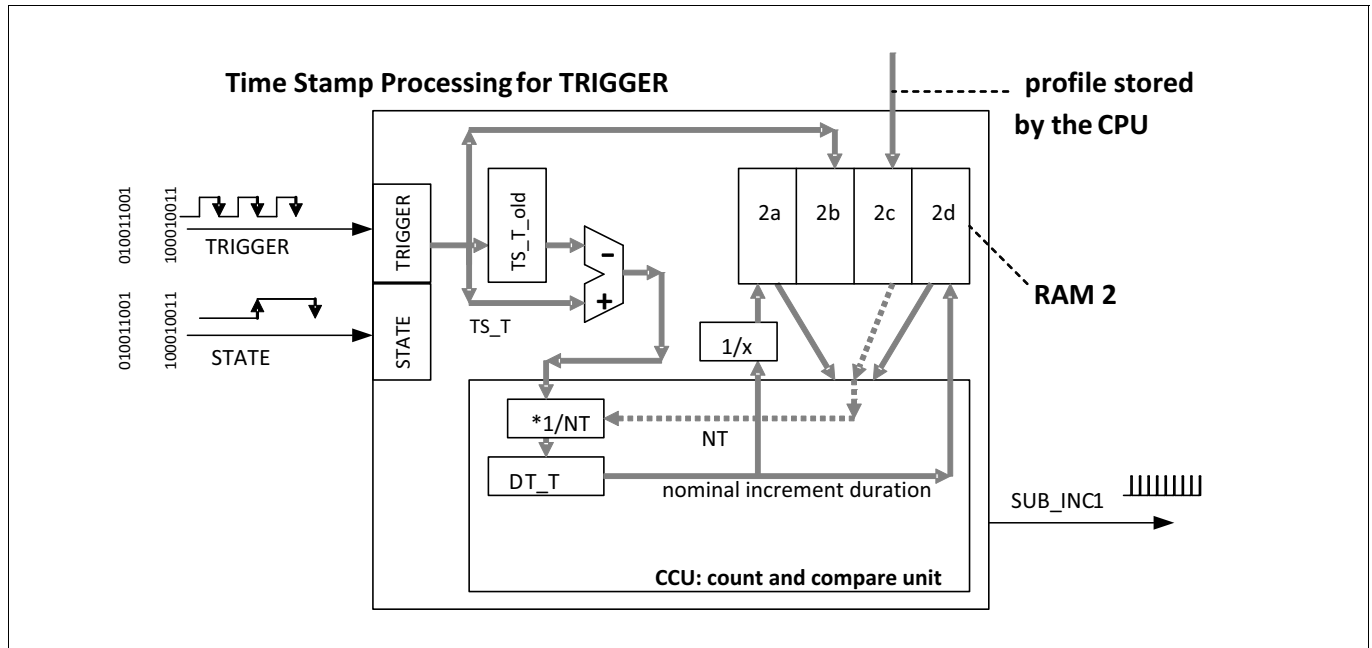 Time Stamp Processing for TRIGGER
profile stored
by the CPU
010011001
100010011
TRIGGER
TRIGGER
TS_T_old
-
+
2a
2b
2c
2d
RAM 2
010011001
100010011
STATE
STATE
TS_T
1/x
*1/NT
NT
DT_T
nominal increment duration
SUB_INC1
CCU: count and compare unit